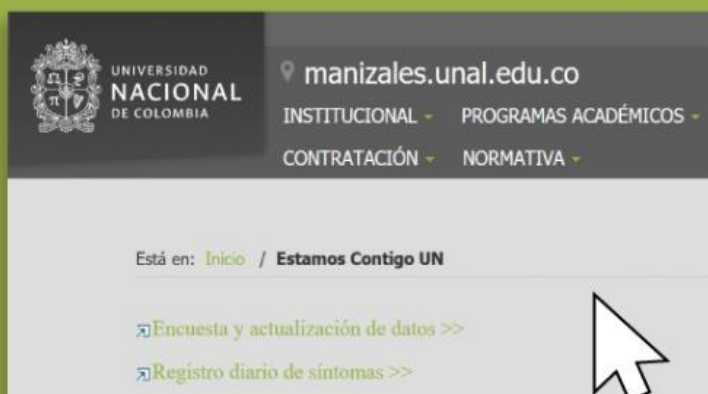 UNIVERSIDAD
NACIONAL
DE COLOMBIA
manizales.unal.edu.co
INSTITUCIONAL
PROGRAMAS ACADÉMICOS
CONTRATACIÓN
NORMATIVA
Está en: Inicio / Estamos Contigo UN
Encuesta y actualización de datos >>
Registro diario de síntomas >>